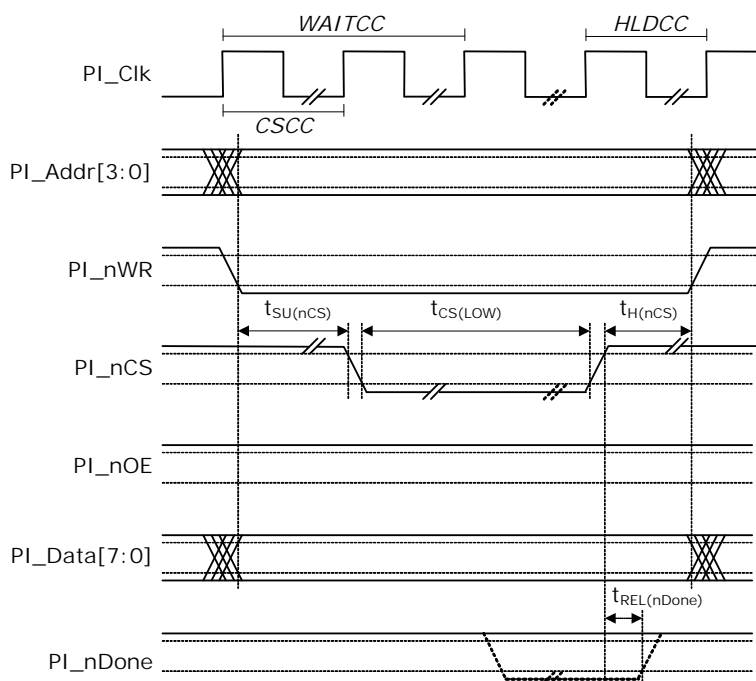 WAITCC HLDCC
PI_Clk
CSCC
PI_Addr[3:0]
PI_nWR
tSU(nCS) tCS(LOW) tH(nCS)
PI_nCS
PI_nOE
PI_Data[7:0]
tREL(nDone)
PI_nDone